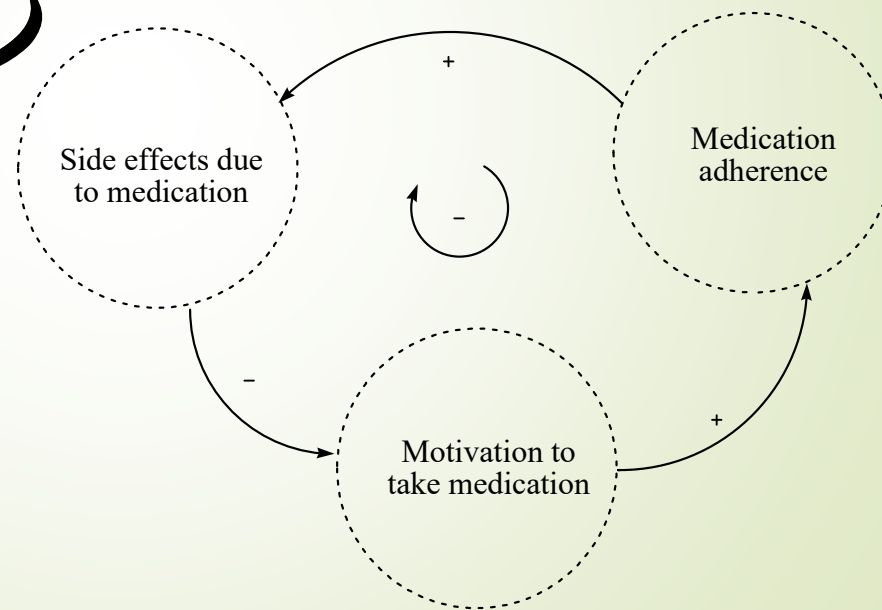 +
Side effects due
to medication
Medication
adherence
–
–
+
Motivation to
take medication